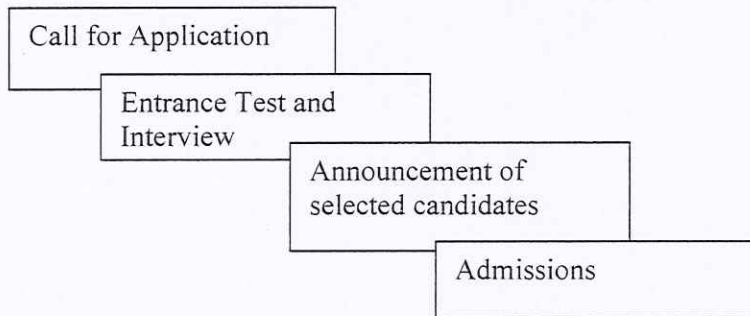 Call for Application
Entrance Test and
Interview
Announcement of
selected candidates
Admissions